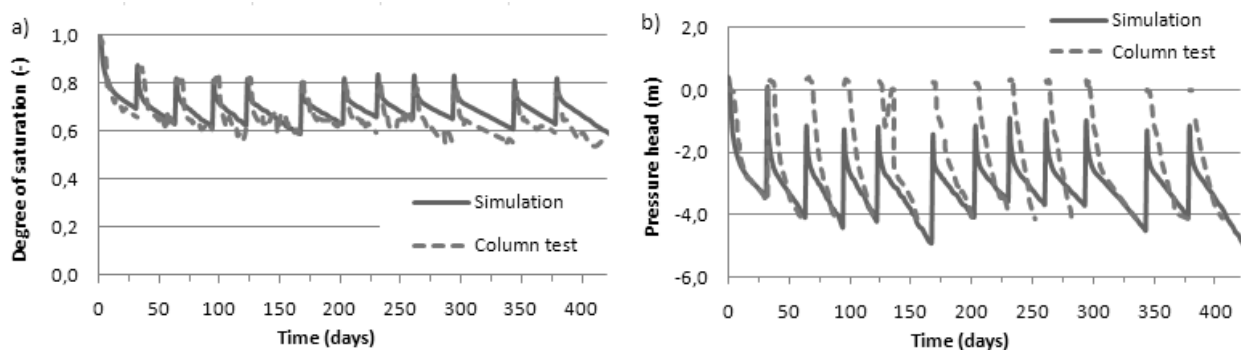 a)
Degree of saturation (-)
1,0
0,8
0,6
0,4
0,2
0,0
Simulation
Column test
0 50 100 150 200 250 300 350 400
Time (days)
b)
Simulation
Column test
Pressure head (m)
2,0
0,0
-2,0
-4,0
-6,0
0 50 100 150 200 250 300 350 400
Time (days)